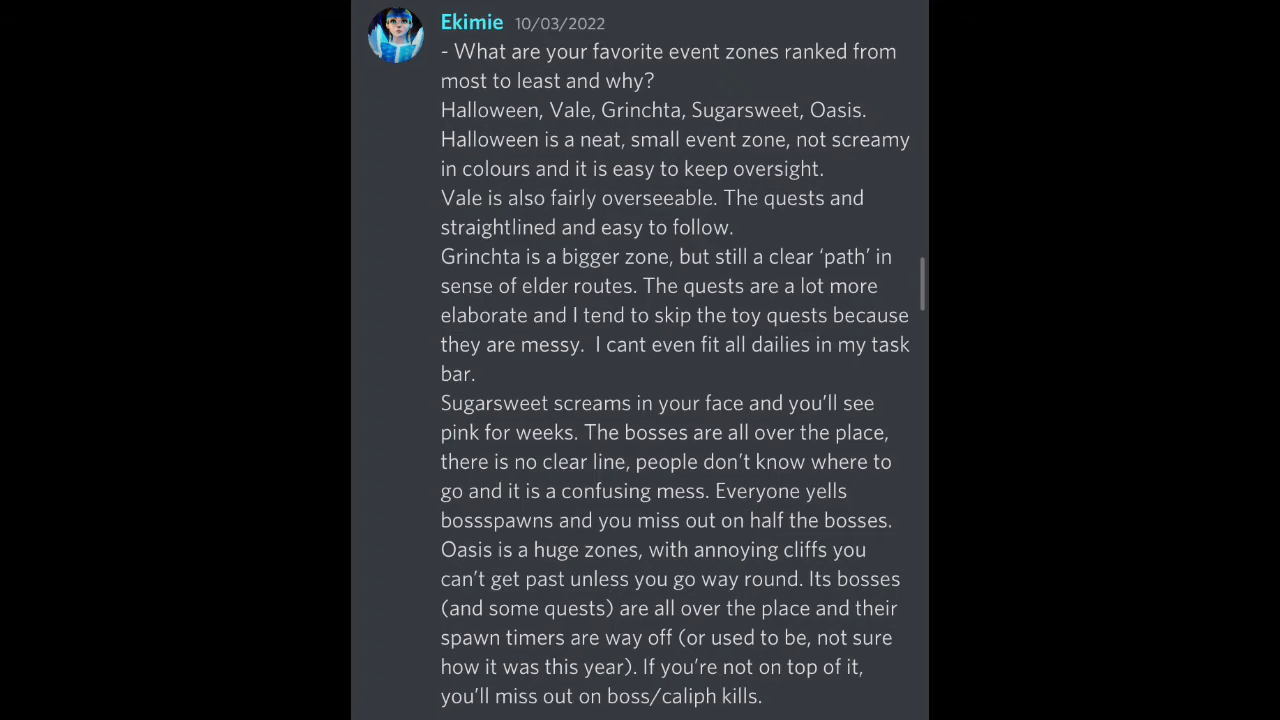 Ekimie 10/03/2022
- What are your favorite event zones ranked from
most to least and why?
Halloween, Vale, Grinchta, Sugarsweet, Oasis.
Halloween is a neat, small event zone, not screamy
in colours and it is easy to keep oversight.
Vale is also fairly overseeable. The quests and
straightlined and easy to follow.
Grinchta is a bigger zone, but still a clear ‘path’ in
sense of elder routes. The quests are a lot more
elaborate and I tend to skip the toy quests because
they are messy.  I cant even fit all dailies in my task
bar.
Sugarsweet screams in your face and you’ll see
pink for weeks. The bosses are all over the place,
there is no clear line, people don’t know where to
go and it is a confusing mess. Everyone yells
bossspawns and you miss out on half the bosses.
Oasis is a huge zones, with annoying cliffs you
can’t get past unless you go way round. Its bosses
(and some quests) are all over the place and their
spawn timers are way off (or used to be, not sure
how it was this year). If you’re not on top of it,
you’ll miss out on boss/caliph kills.